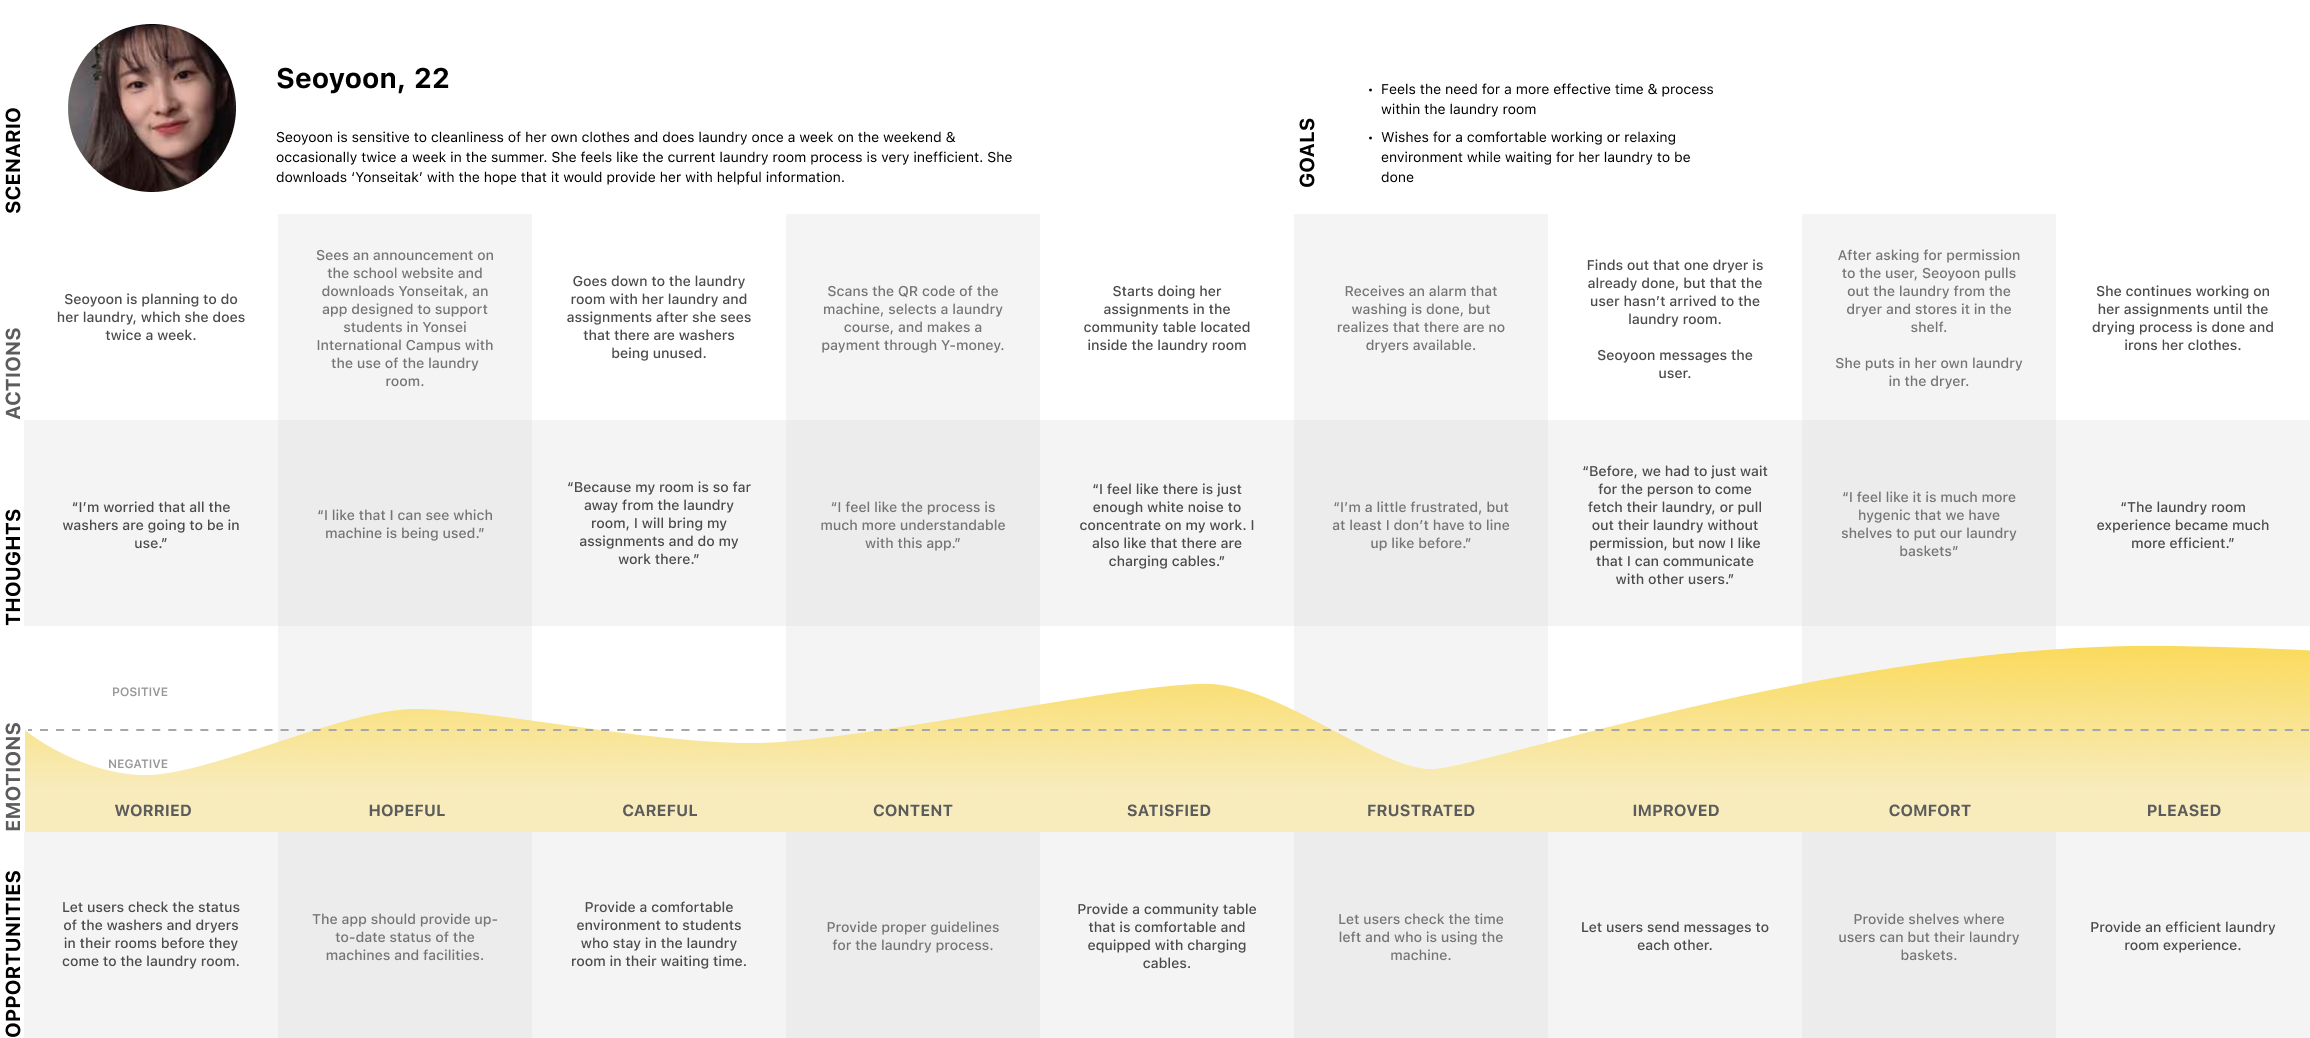 SCENARIO
Seoyoon, 22
Seoyoon is sensitive to cleanliness of her own clothes and does laundry once a week on the weekend &
occasionally twice a week in the summer. She feels like the current laundry room process is very inefficient. She
downloads ‘Yonseitak’ with the hope that it would provide her with helpful information.
GOALS
• Feels the need for a more effective time & process
within the laundry room
• Wishes for a comfortable working or relaxing
environment while waiting for her laundry to be
done
ACTIONS
Seoyoon is planning to do
her laundry, which she does
twice a week.
Sees an announcement on
the school website and
downloads Yonseitak, an
app designed to support
students in Yonsei
International Campus with
the use of the laundry
room.
Goes down to the laundry
room with her laundry and
assignments after she sees
that there are washers
being unused.
Scans the QR code of the
machine, selects a laundry
course, and makes a
payment through Y-money.
Starts doing her
assignments in the
community table located
inside the laundry room
Receives an alarm that
washing is done, but
realizes that there are no
dryers available.
Finds out that one dryer is
already done, but that the
user hasn’t arrived to the
laundry room.
Seoyoon messages the
user.
After asking for permission
to the user, Seoyoon pulls
out the laundry from the
dryer and stores it in the
shelf.
She puts in her own laundry
in the dryer.
She continues working on
her assignments until the
drying process is done and
irons her clothes.
THOUGHTS
“I’m worried that all the
washers are going to be in
use.”
“I like that I can see which
machine is being used.”
“Because my room is so far
away from the laundry
room, I will bring my
assignments and do my
work there.”
“I feel like the process is
much more understandable
with this app.”
“I feel like there is just
enough white noise to
concentrate on my work. I
also like that there are
charging cables.”
“I’m a little frustrated, but
at least I don’t have to line
up like before.”
“Before, we had to just wait
for the person to come
fetch their laundry, or pull
out their laundry without
permission, but now I like
that I can communicate
with other users.”
“I feel like it is much more
hygenic that we have
shelves to put our laundry
baskets”
“The laundry room
experience became much
more efficient.”
EMOTIONS
POSITIVE
NEGATIVE
WORRIED
HOPEFUL
CAREFUL
CONTENT
SATISFIED
FRUSTRATED
IMPROVED
COMFORT
PLEASED
OPPORTUNITIES
Let users check the status
of the washers and dryers
in their rooms before they
come to the laundry room.
The app should provide up-
to-date status of the
machines and facilities.
Provide a comfortable
environment to students
who stay in the laundry
room in their waiting time.
Provide proper guidelines
for the laundry process.
Provide a community table
that is comfortable and
equipped with charging
cables.
Let users check the time
left and who is using the
machine.
Let users send messages to
each other.
Provide shelves where
users can but their laundry
baskets.
Provide an efficient laundry
room experience.